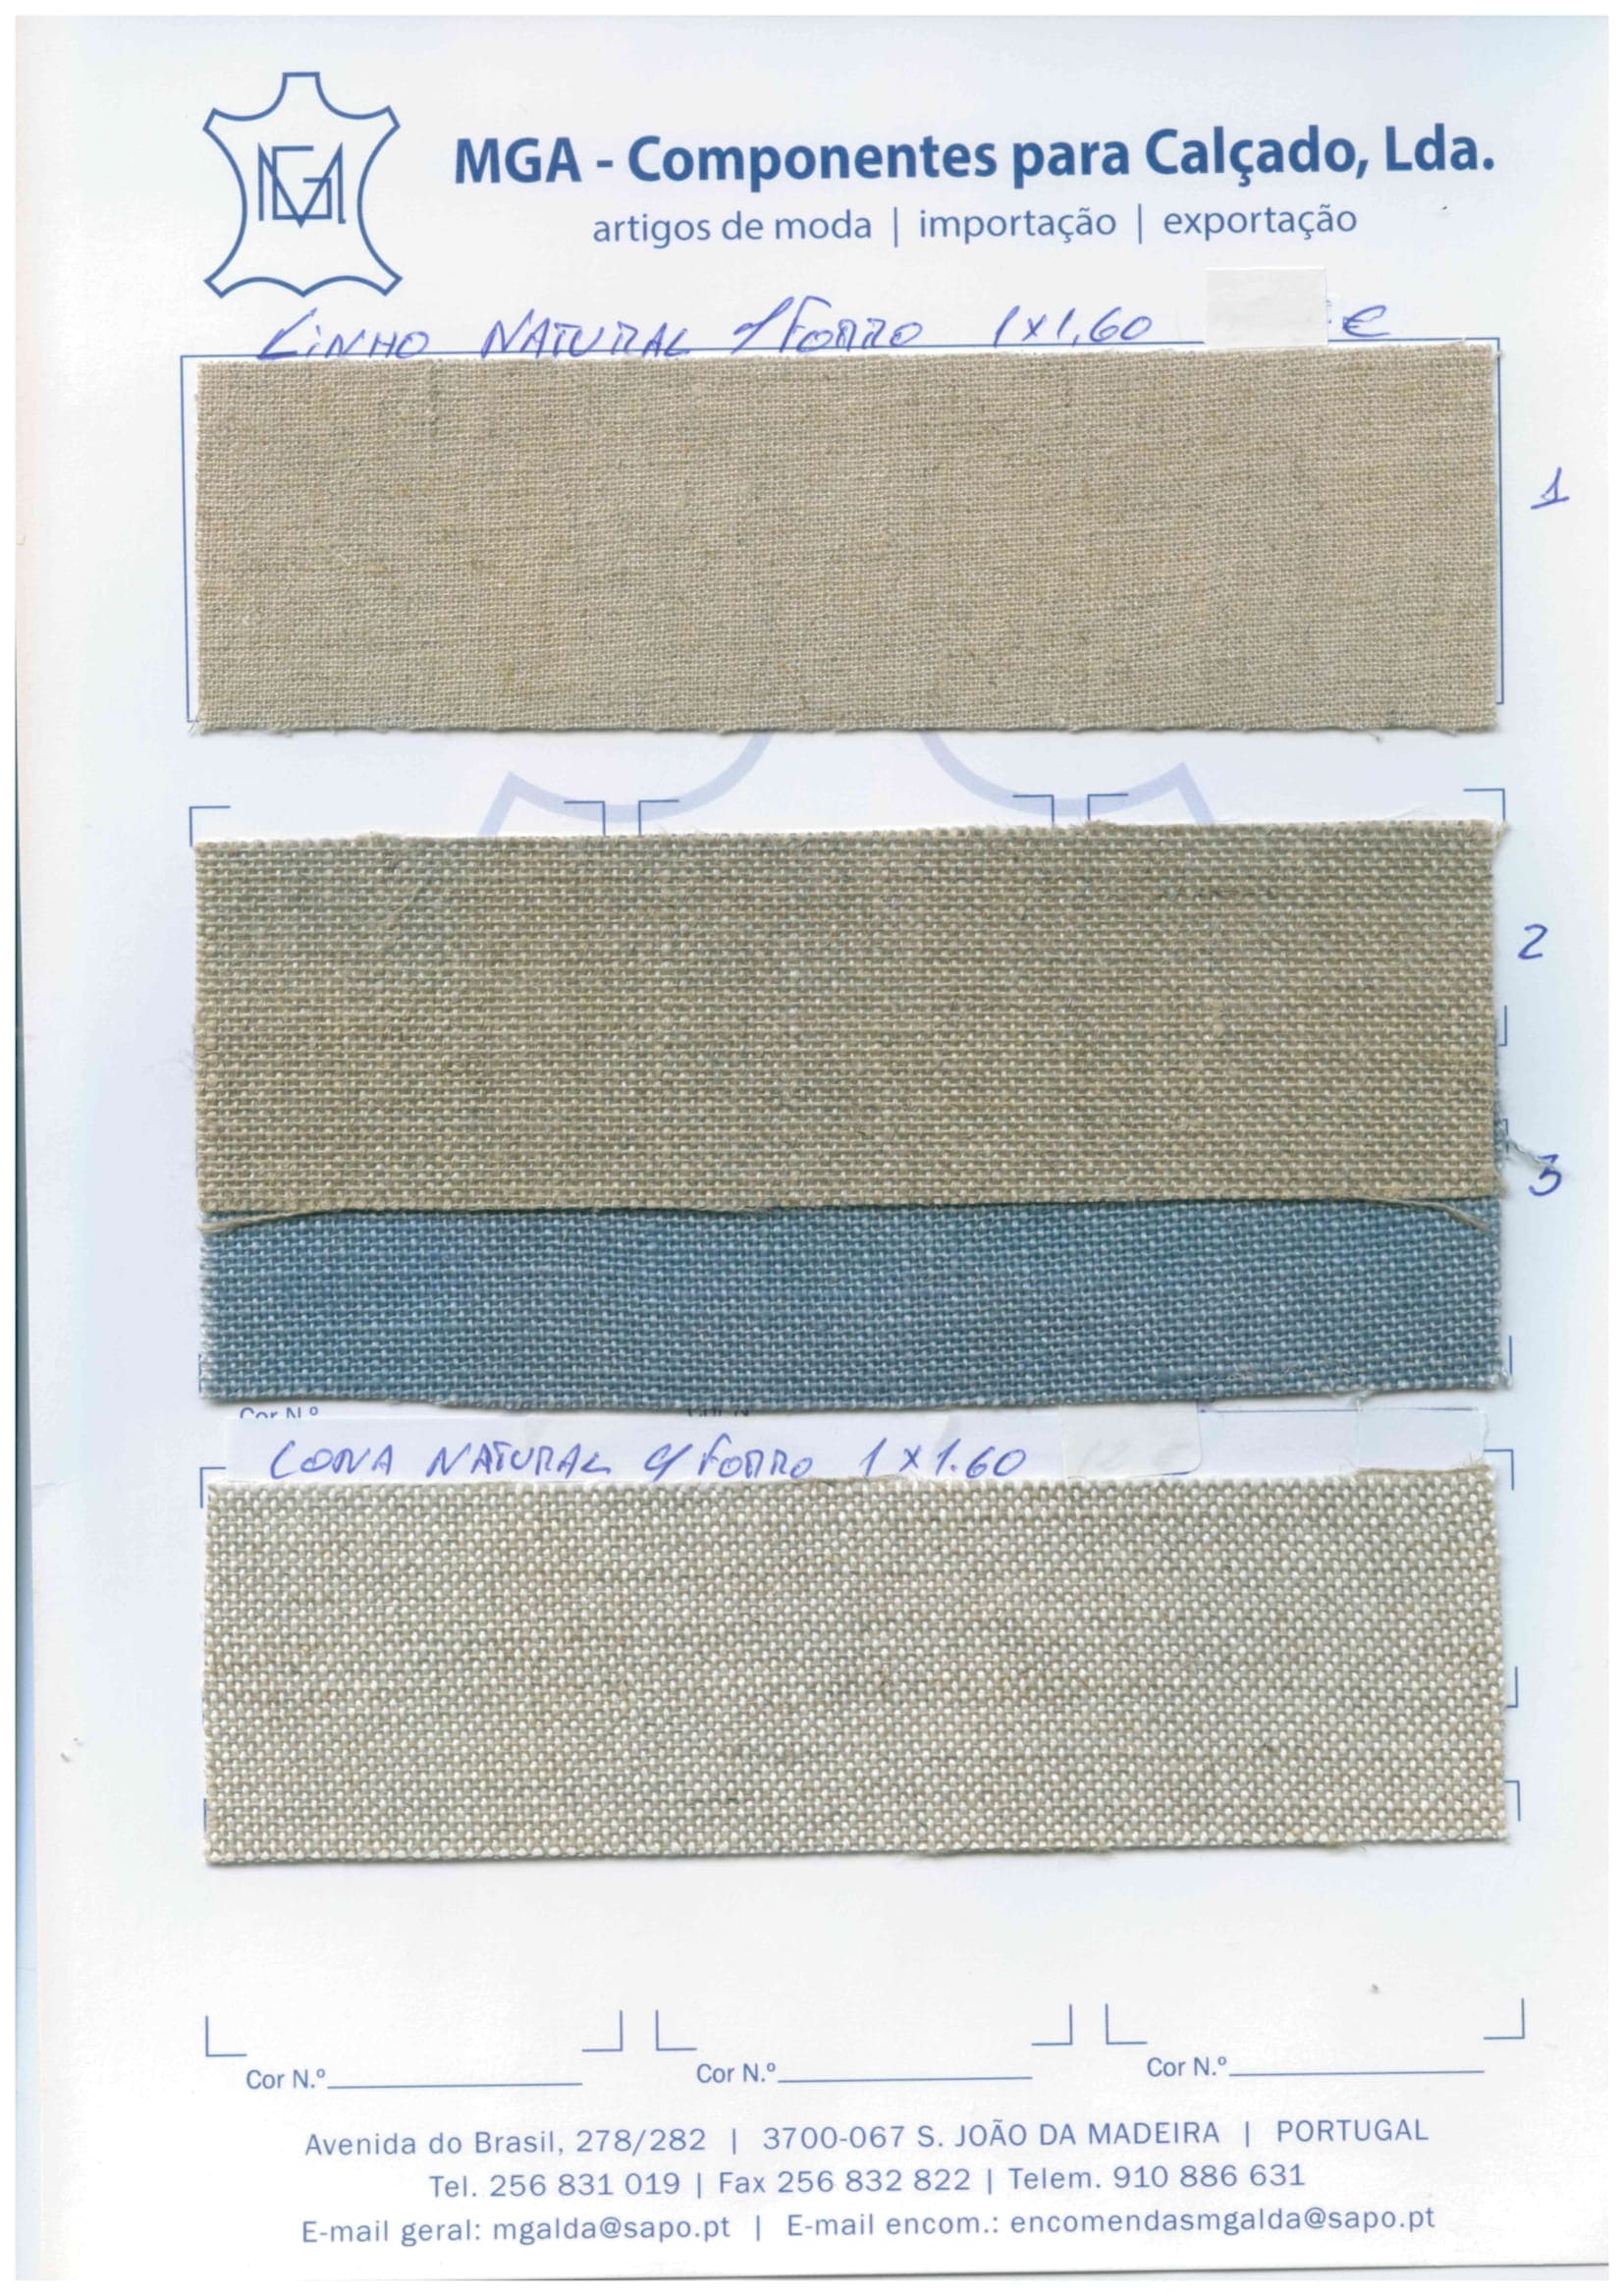 MGA
MGA - Componentes para Calçado, Lda.
artigos de moda | importação | exportação
LINHO NATURAL C/FORRO 1x1,60 €
1
2
3
Cor N.º
LONA NATURAL C/ FORRO 1x1.60
Cor N.º Cor N.º Cor N.º
Avenida do Brasil, 278/282 | 3700-067 S. JOÃO DA MADEIRA | PORTUGAL
Tel. 256 831 019 | Fax 256 832 822 | Telem. 910 886 631
E-mail geral: mgalda@sapo.pt | E-mail encom.: encomendasmgalda@sapo.pt